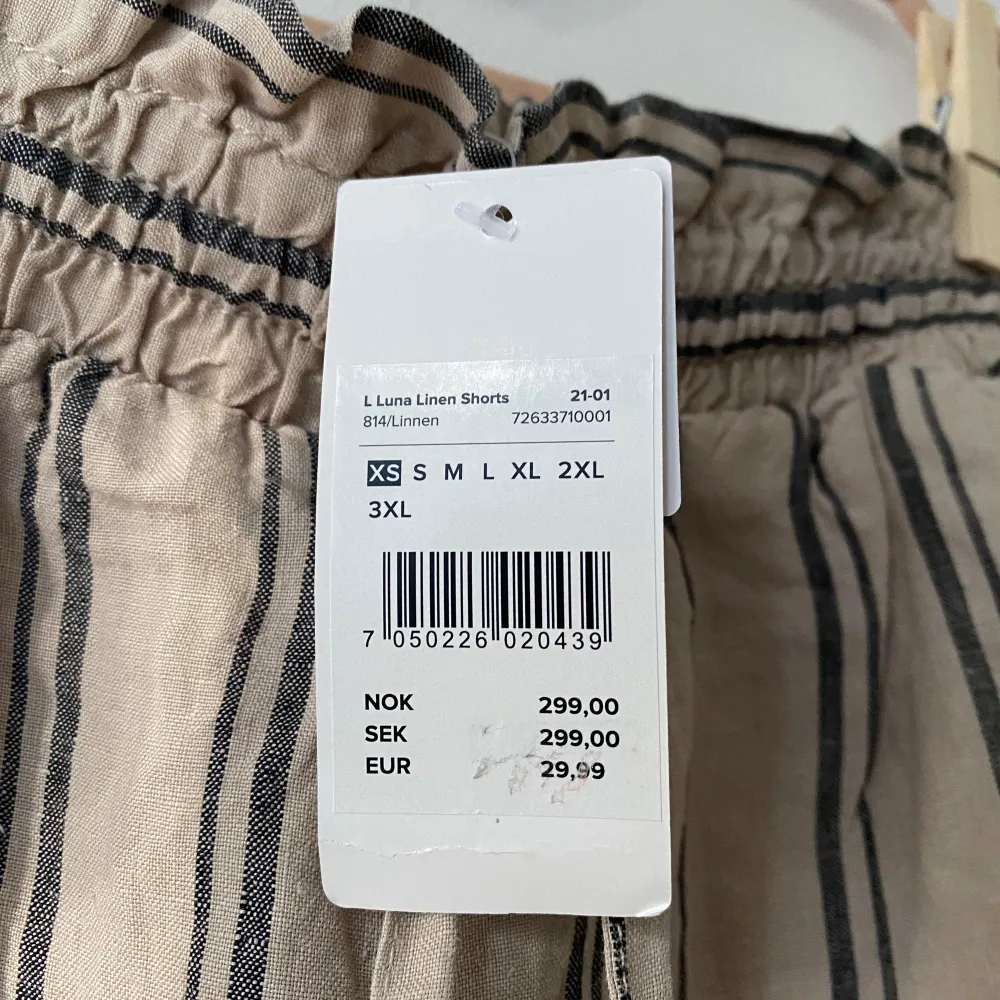 L Luna Linen Shorts 21-01
814/Linnen 72633710001
XS S M L XL 2XL
3XL
7 050226 020439
NOK 299,00
SEK 299,00
EUR 29,99